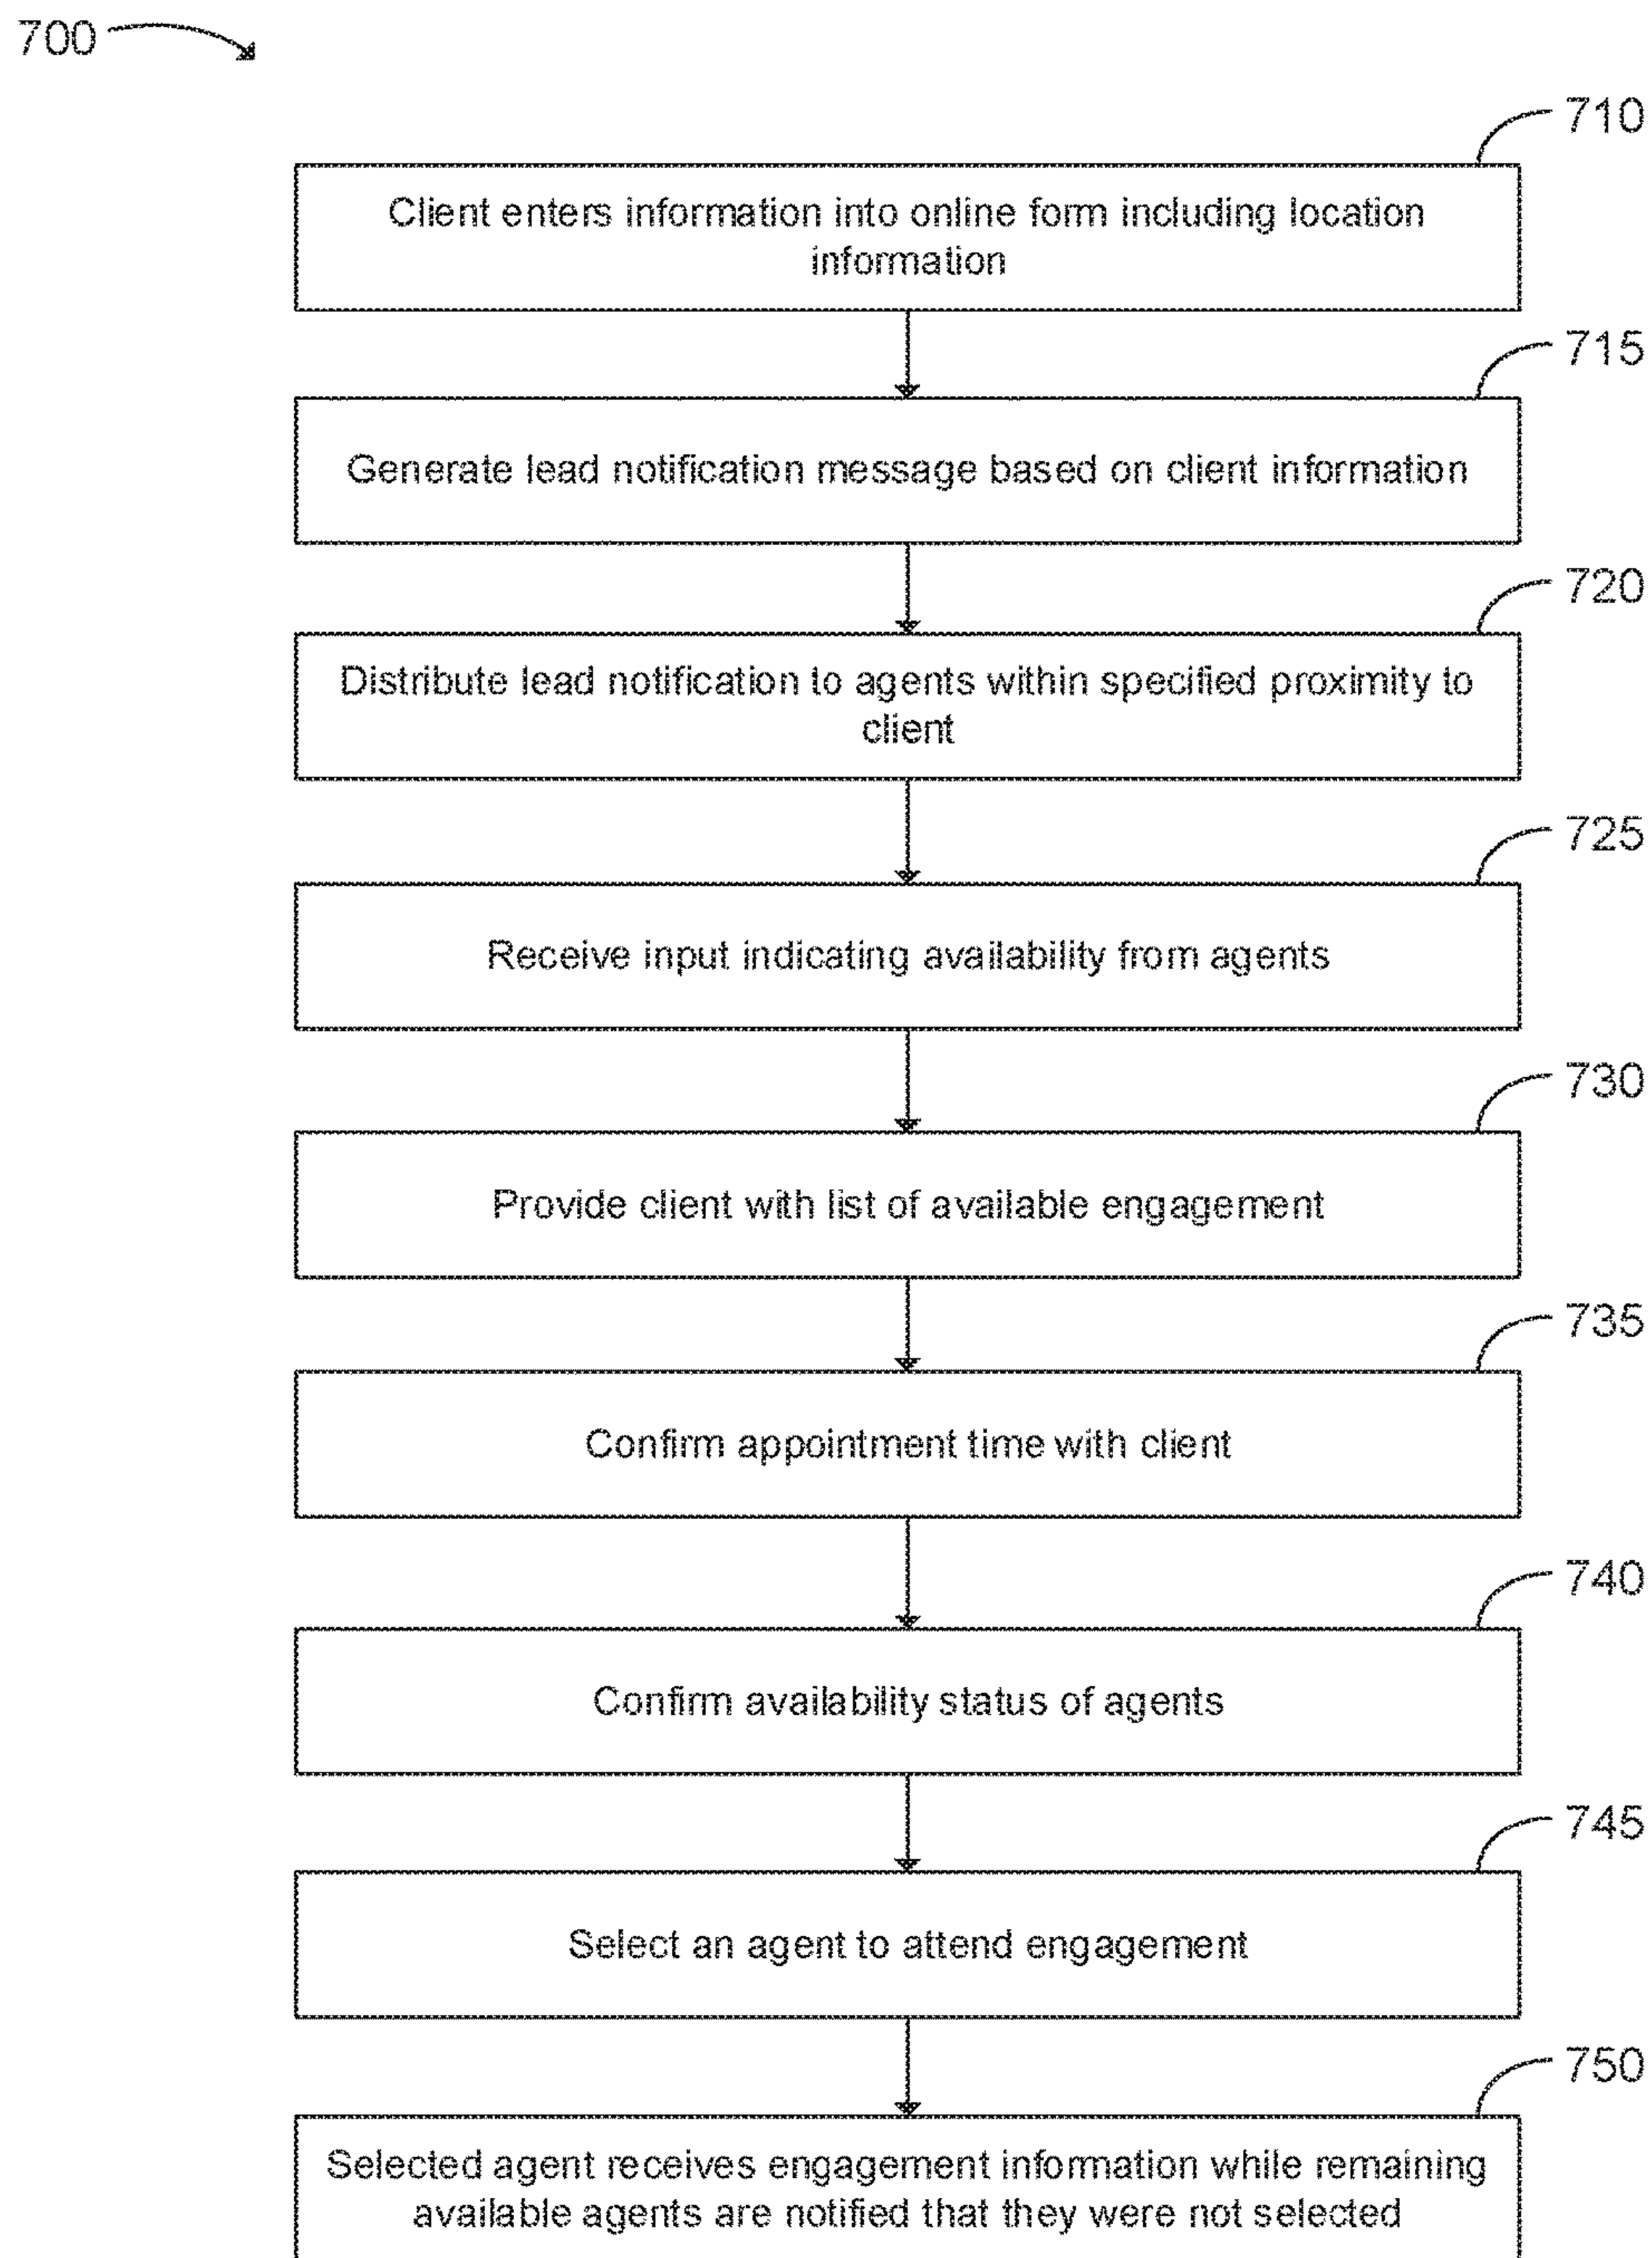 700
710
Client enters information into online form including location
information
715
Generate lead notification message based on client information
720
Distribute lead notification to agents within specified proximity to
client
725
Receive input indicating availability from agents
730
Provide client with list of available engagement
735
Confirm appointment time with client
740
Confirm availability status of agents
745
Select an agent to attend engagement
750
Selected agent receives engagement information while remaining
available agents are notified that they were not selected